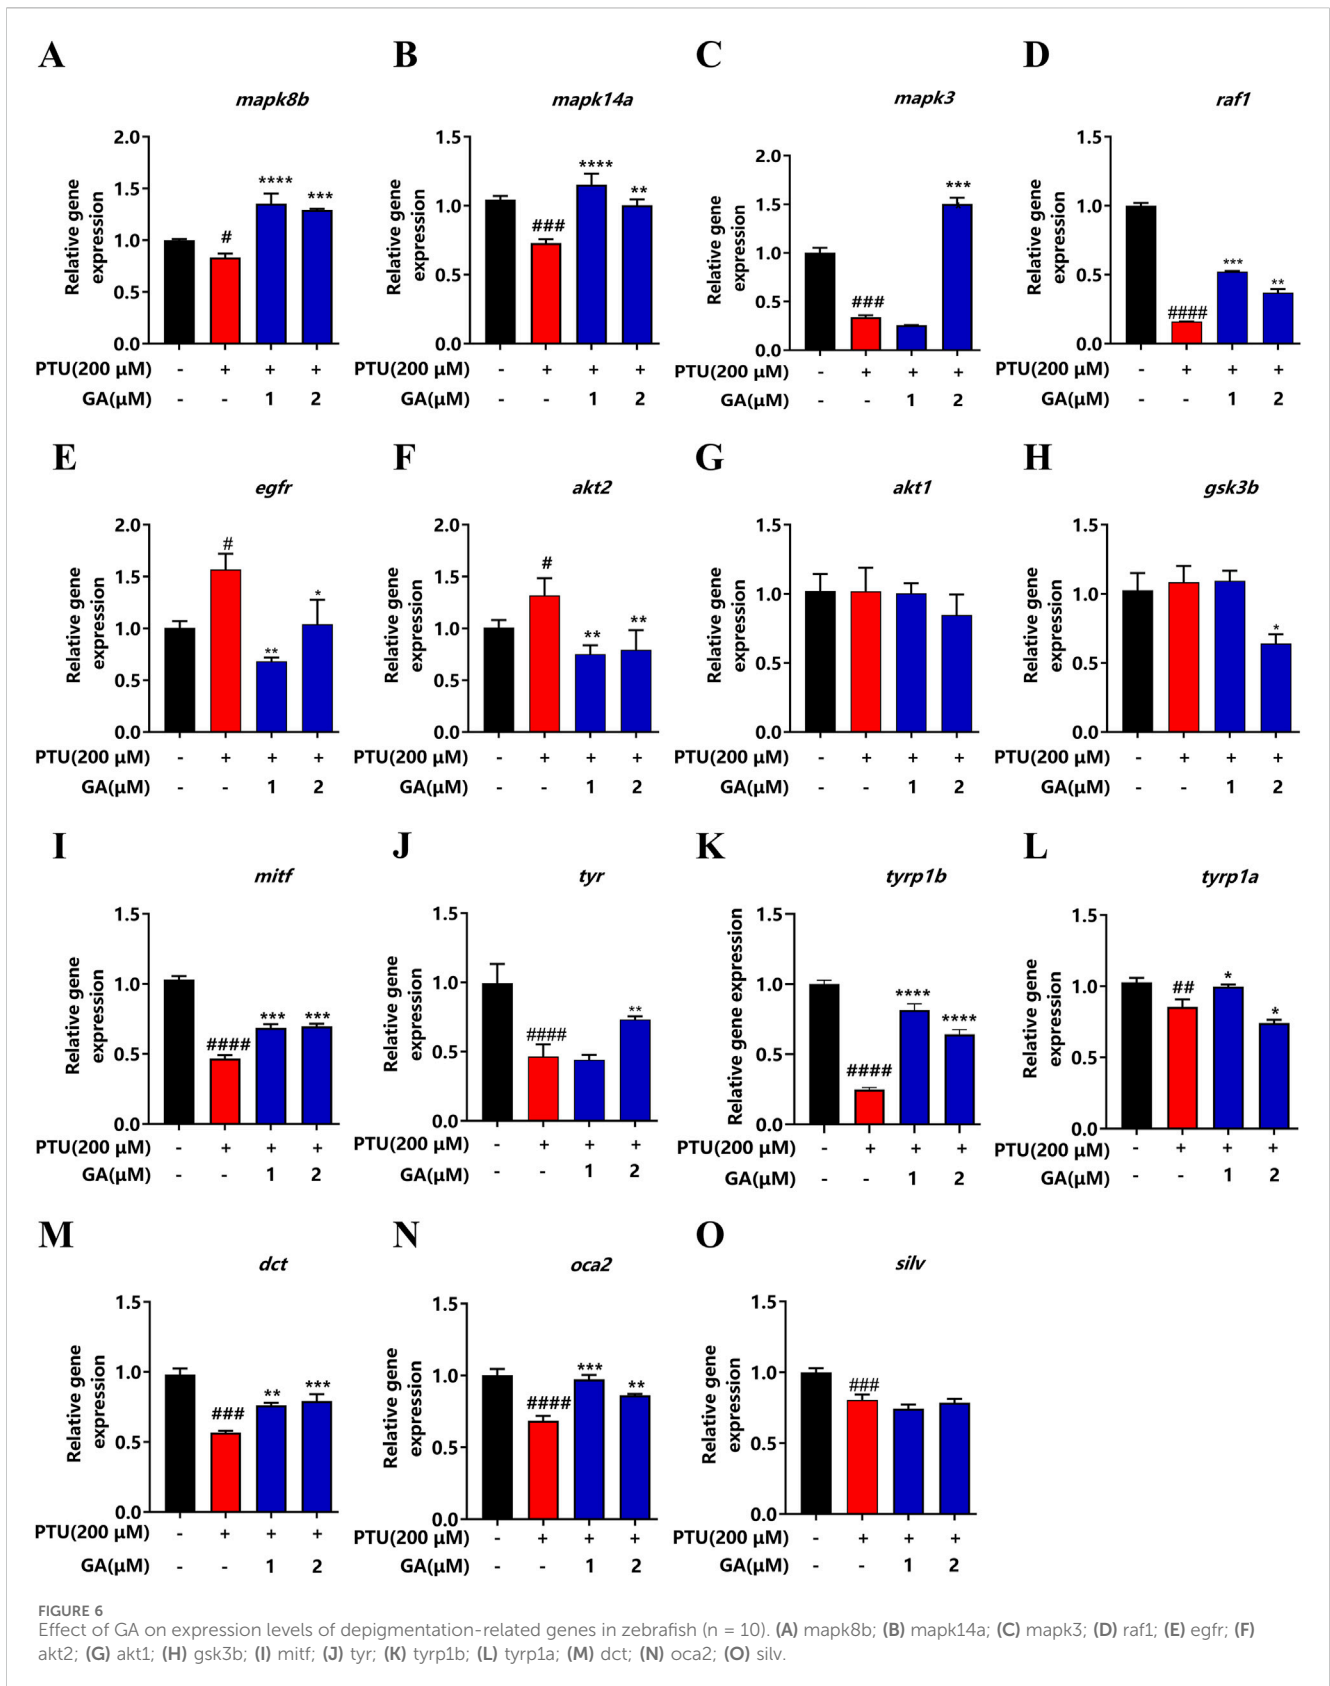 A
mapk8b
Relative gene
expression
2.0
1.5
1.0
0.5
0.0
#
****
***
PTU(200 μM) - + + +
GA(μM) - - 1 2
B
mapk14a
Relative gene
expression
1.5
1.0
0.5
0.0
###
****
**
PTU(200 μM) - + + +
GA(μM) - - 1 2
C
mapk3
Relative gene
expression
2.0
1.5
1.0
0.5
0.0
###
***
PTU(200 μM) - + + +
GA(μM) - - 1 2
D
raf1
Relative gene
expression
1.5
1.0
0.5
0.0
####
***
**
PTU(200 μM) - + + +
GA(μM) - - 1 2
E
egfr
Relative gene
expression
2.0
1.5
1.0
0.5
0.0
#
**
*
PTU(200 μM) - + + +
GA(μM) - - 1 2
F
akt2
Relative gene
expression
2.0
1.5
1.0
0.5
0.0
#
**
**
PTU(200 μM) - + + +
GA(μM) - - 1 2
G
akt1
Relative gene
expression
1.5
1.0
0.5
0.0
PTU(200 μM) - + + +
GA(μM) - - 1 2
H
gsk3b
Relative gene
expression
1.5
1.0
0.5
0.0
*
PTU(200 μM) - + + +
GA(μM) - - 1 2
I
mitf
Relative gene
expression
1.5
1.0
0.5
0.0
####
***
***
PTU(200 μM) - + + +
GA(μM) - - 1 2
J
tyr
Relative gene
expression
1.5
1.0
0.5
0.0
####
**
PTU(200 μM) - + + +
GA(μM) - - 1 2
K
tyrp1b
Relative gene expression
1.5
1.0
0.5
0.0
####
****
****
PTU(200 μM) - + + +
GA(μM) - - 1 2
L
tyrp1a
Relative gene
expression
1.5
1.0
0.5
0.0
##
*
*
PTU(200 μM) - + + +
GA(μM) - - 1 2
M
dct
Relative gene
expression
1.5
1.0
0.5
0.0
###
**
***
PTU(200 μM) - + + +
GA(μM) - - 1 2
N
oca2
Relative gene
expression
1.5
1.0
0.5
0.0
####
***
**
PTU(200 μM) - + + +
GA(μM) - - 1 2
O
silv
Relative gene
expression
1.5
1.0
0.5
0.0
###
PTU(200 μM) - + + +
GA(μM) - - 1 2
FIGURE 6
Effect of GA on expression levels of depigmentation-related genes in zebrafish (n = 10). (A) mapk8b; (B) mapk14a; (C) mapk3; (D) raf1; (E) egfr; (F)
akt2; (G) akt1; (H) gsk3b; (I) mitf; (J) tyr; (K) tyrp1b; (L) tyrp1a; (M) dct; (N) oca2; (O) silv.